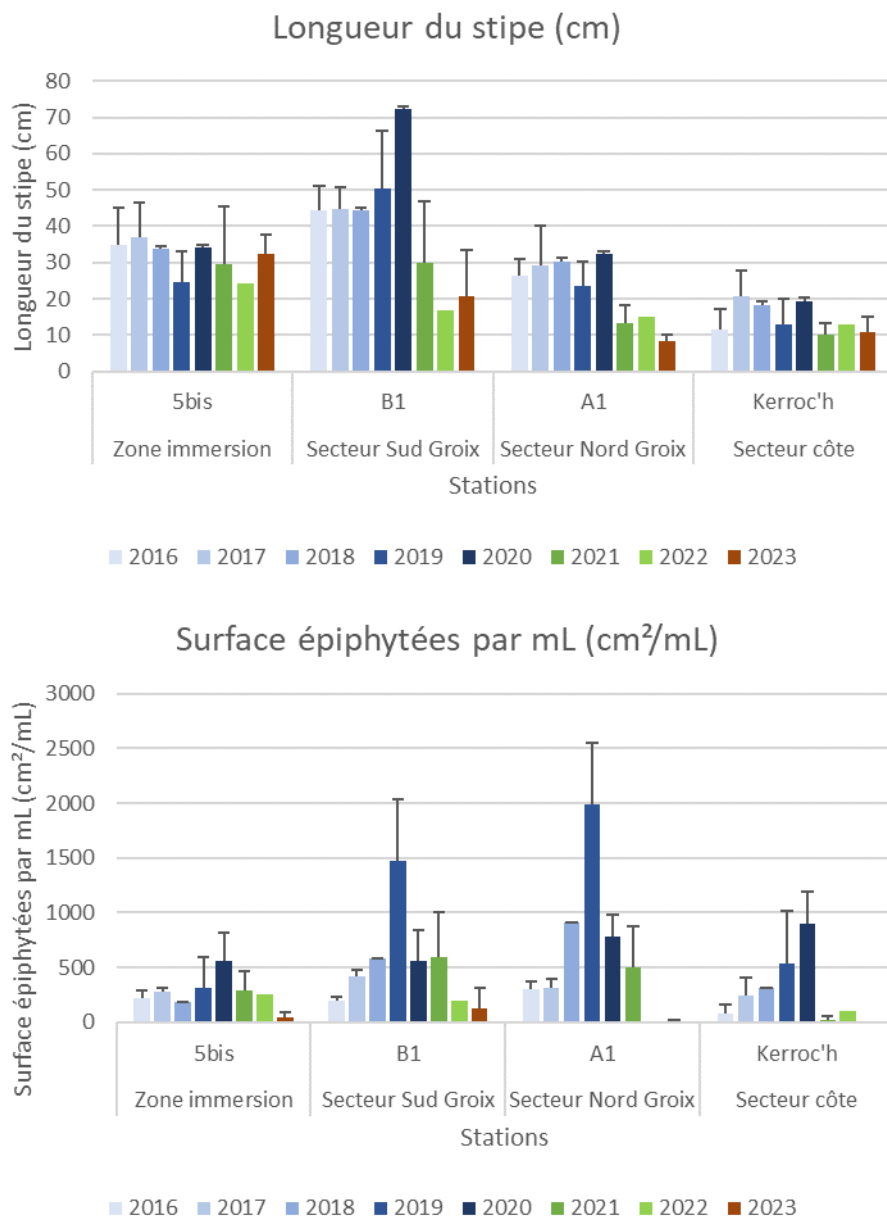 Longueur du stipe (cm)
Longueur du stipe (cm)
80
70
60
50
40
30
20
10
0
5bis B1 A1 Kerroc'h
Zone immersion Secteur Sud Groix Secteur Nord Groix Secteur côte
Stations
2016 2017 2018 2019 2020 2021 2022 2023
Surface épiphytées par mL (cm²/mL)
Surface épiphytées par mL (cm²/mL)
3000
2500
2000
1500
1000
500
0
5bis B1 A1 Kerroc'h
Zone immersion Secteur Sud Groix Secteur Nord Groix Secteur côte
Stations
2016 2017 2018 2019 2020 2021 2022 2023